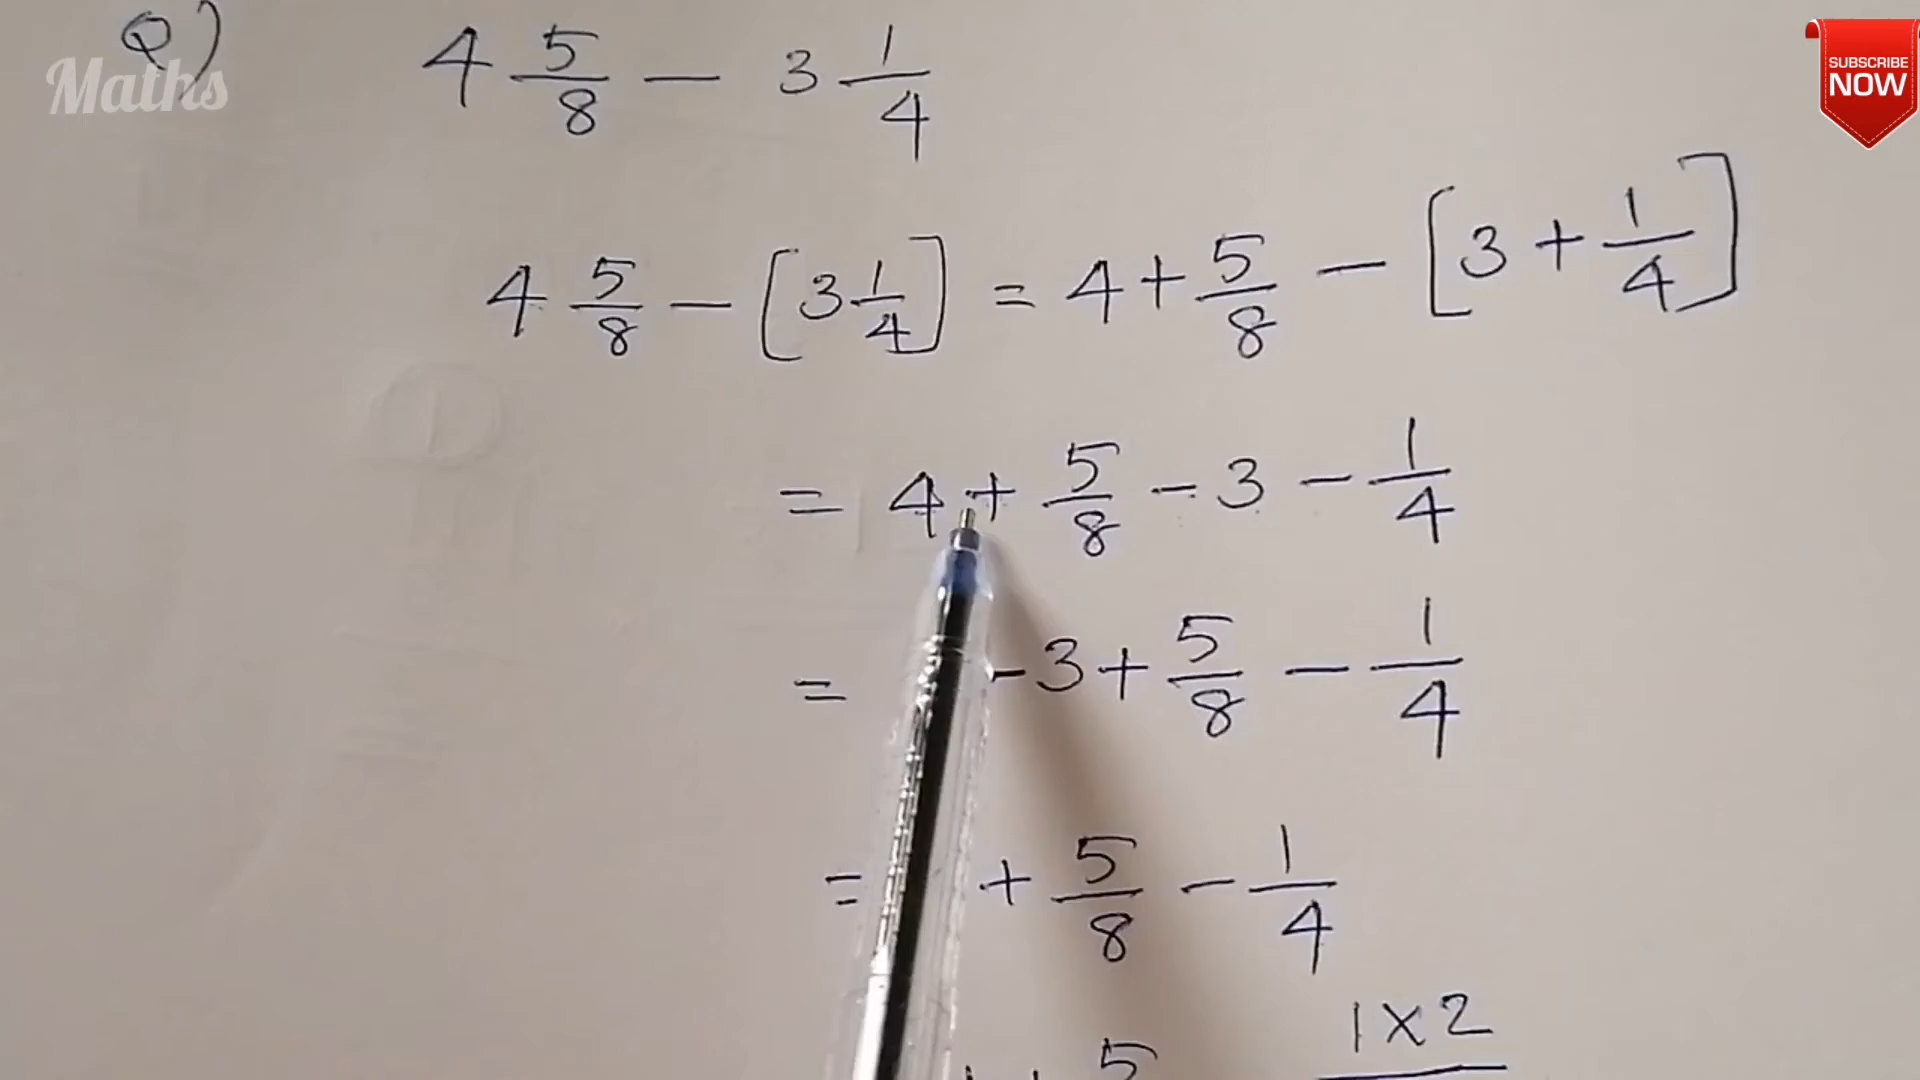 Q) 4 5/8 - 3 1/4
Maths
SUBSCRIBE
NOW
4 5/8 - [3 1/4] = 4 + 5/8 - [3 + 1/4]
= 4 + 5/8 - 3 - 1/4
= - 3 + 5/8 - 1/4
= + 5/8 - 1/4
+ 5 1×2